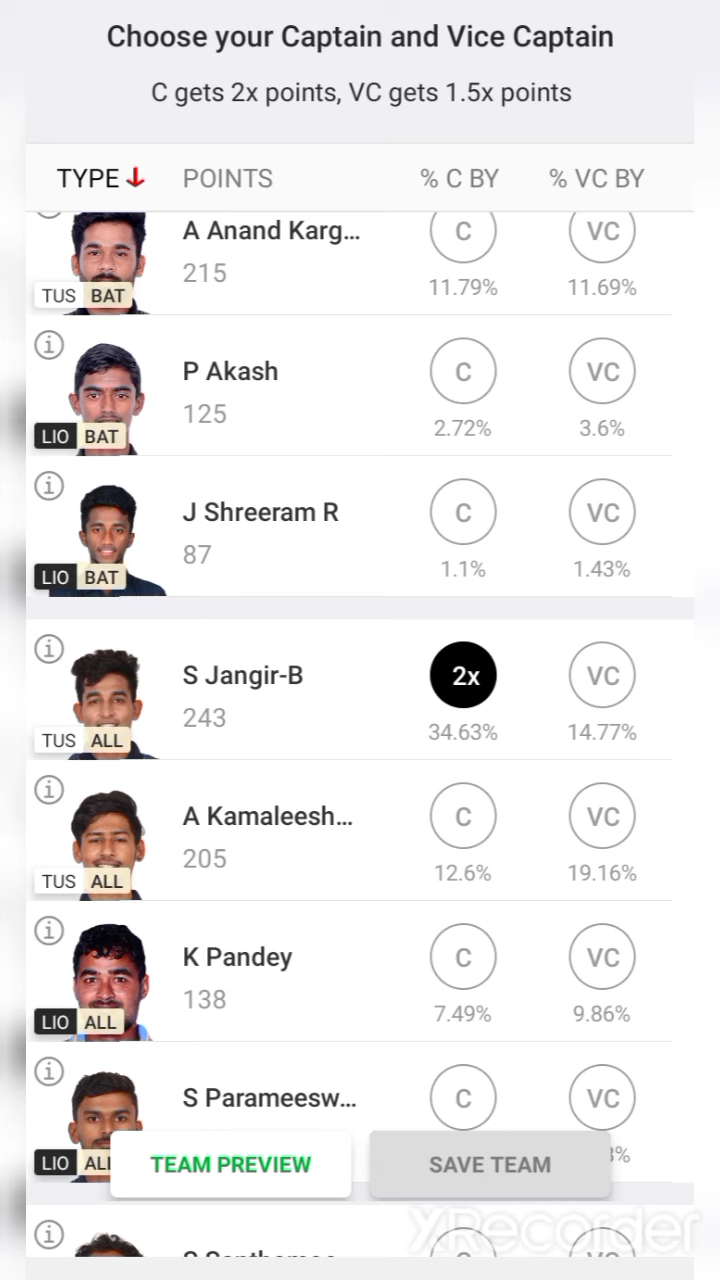 Choose your Captain and Vice Captain
C gets 2x points, VC gets 1.5x points
TYPE POINTS % C BY % VC BY
A Anand Karg... C VC
215 11.79% 11.69%
TUS BAT
P Akash C VC
125 2.72% 3.6%
LIO BAT
J Shreeram R C VC
87 1.1% 1.43%
LIO BAT
S Jangir-B 2x VC
243 34.63% 14.77%
TUS ALL
A Kamaleesh... C VC
205 12.6% 19.16%
TUS ALL
K Pandey C VC
138 7.49% 9.86%
LIO ALL
S Parameesw... C VC
LIO
TEAM PREVIEW SAVE TEAM
XRecorder
C VC